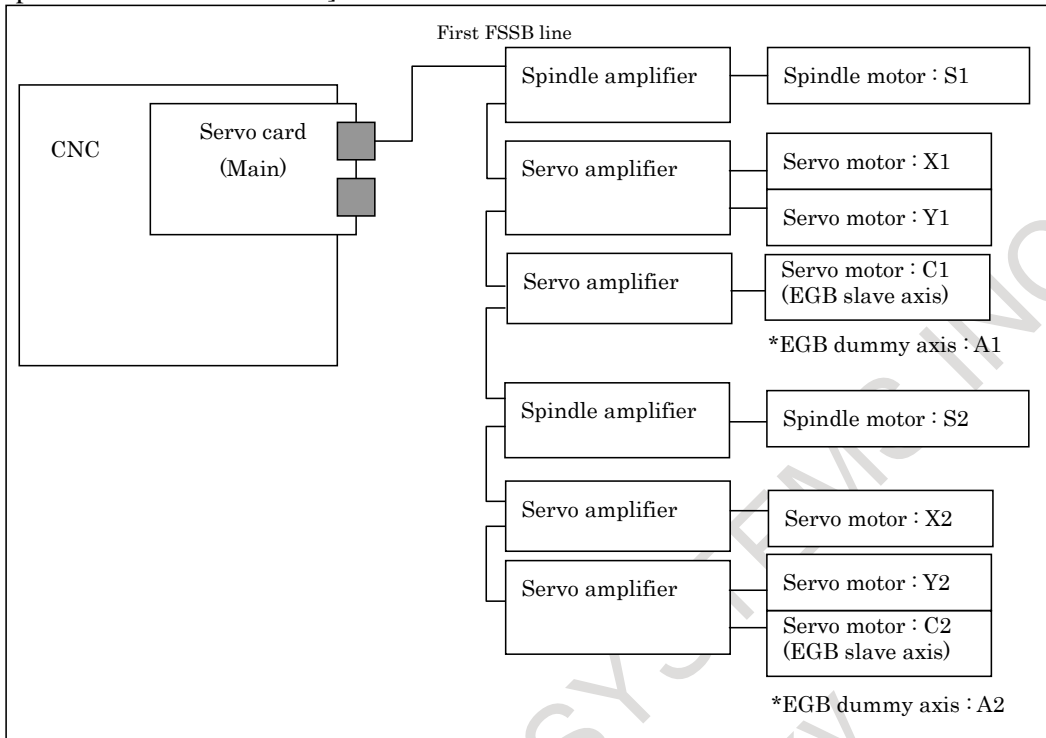 First FSSB line
CNC
Servo card
(Main)
Spindle amplifier
Spindle motor : S1
Servo amplifier
Servo motor : X1
Servo motor : Y1
Servo amplifier
Servo motor : C1
(EGB slave axis)
*EGB dummy axis : A1
Spindle amplifier
Spindle motor : S2
Servo amplifier
Servo motor : X2
Servo amplifier
Servo motor : Y2
Servo motor : C2
(EGB slave axis)
*EGB dummy axis : A2